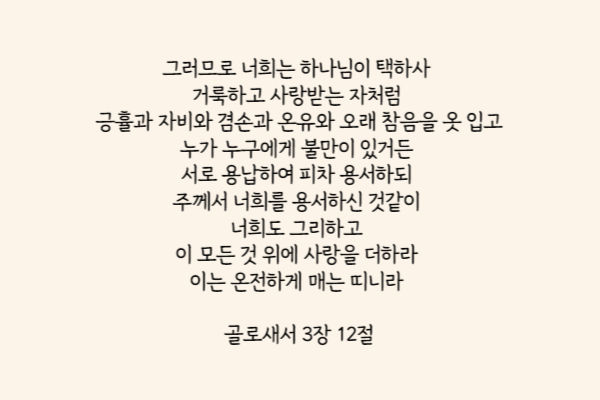 그러므로 너희는 하나님이 택하사
거룩하고 사랑받는 자처럼
긍휼과 자비와 겸손과 온유와 오래 참음을 옷 입고
누가 누구에게 불만이 있거든
서로 용납하여 피차 용서하되
주께서 너희를 용서하신 것같이
너희도 그리하고
이 모든 것 위에 사랑을 더하라
이는 온전하게 매는 띠니라
골로새서 3장 12절